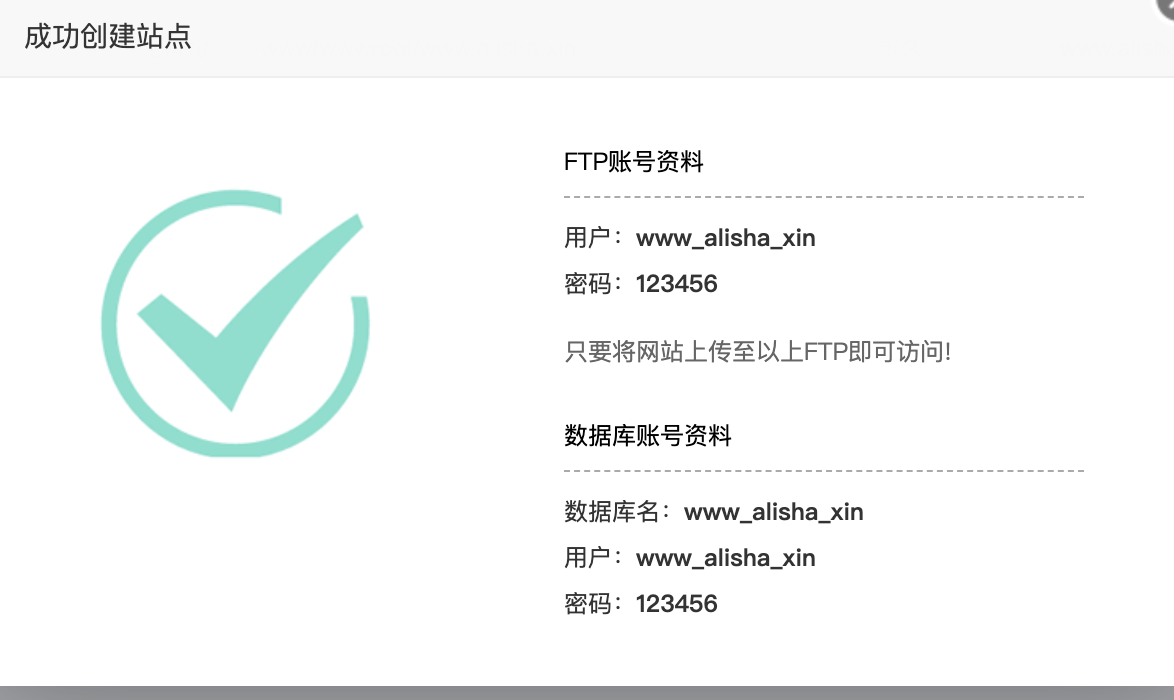 成功创建站点
FTP账号资料
用户：www_alisha_xin
密码：123456
只要将网站上传至以上FTP即可访问!
数据库账号资料
数据库名：www_alisha_xin
用户：www_alisha_xin
密码：123456